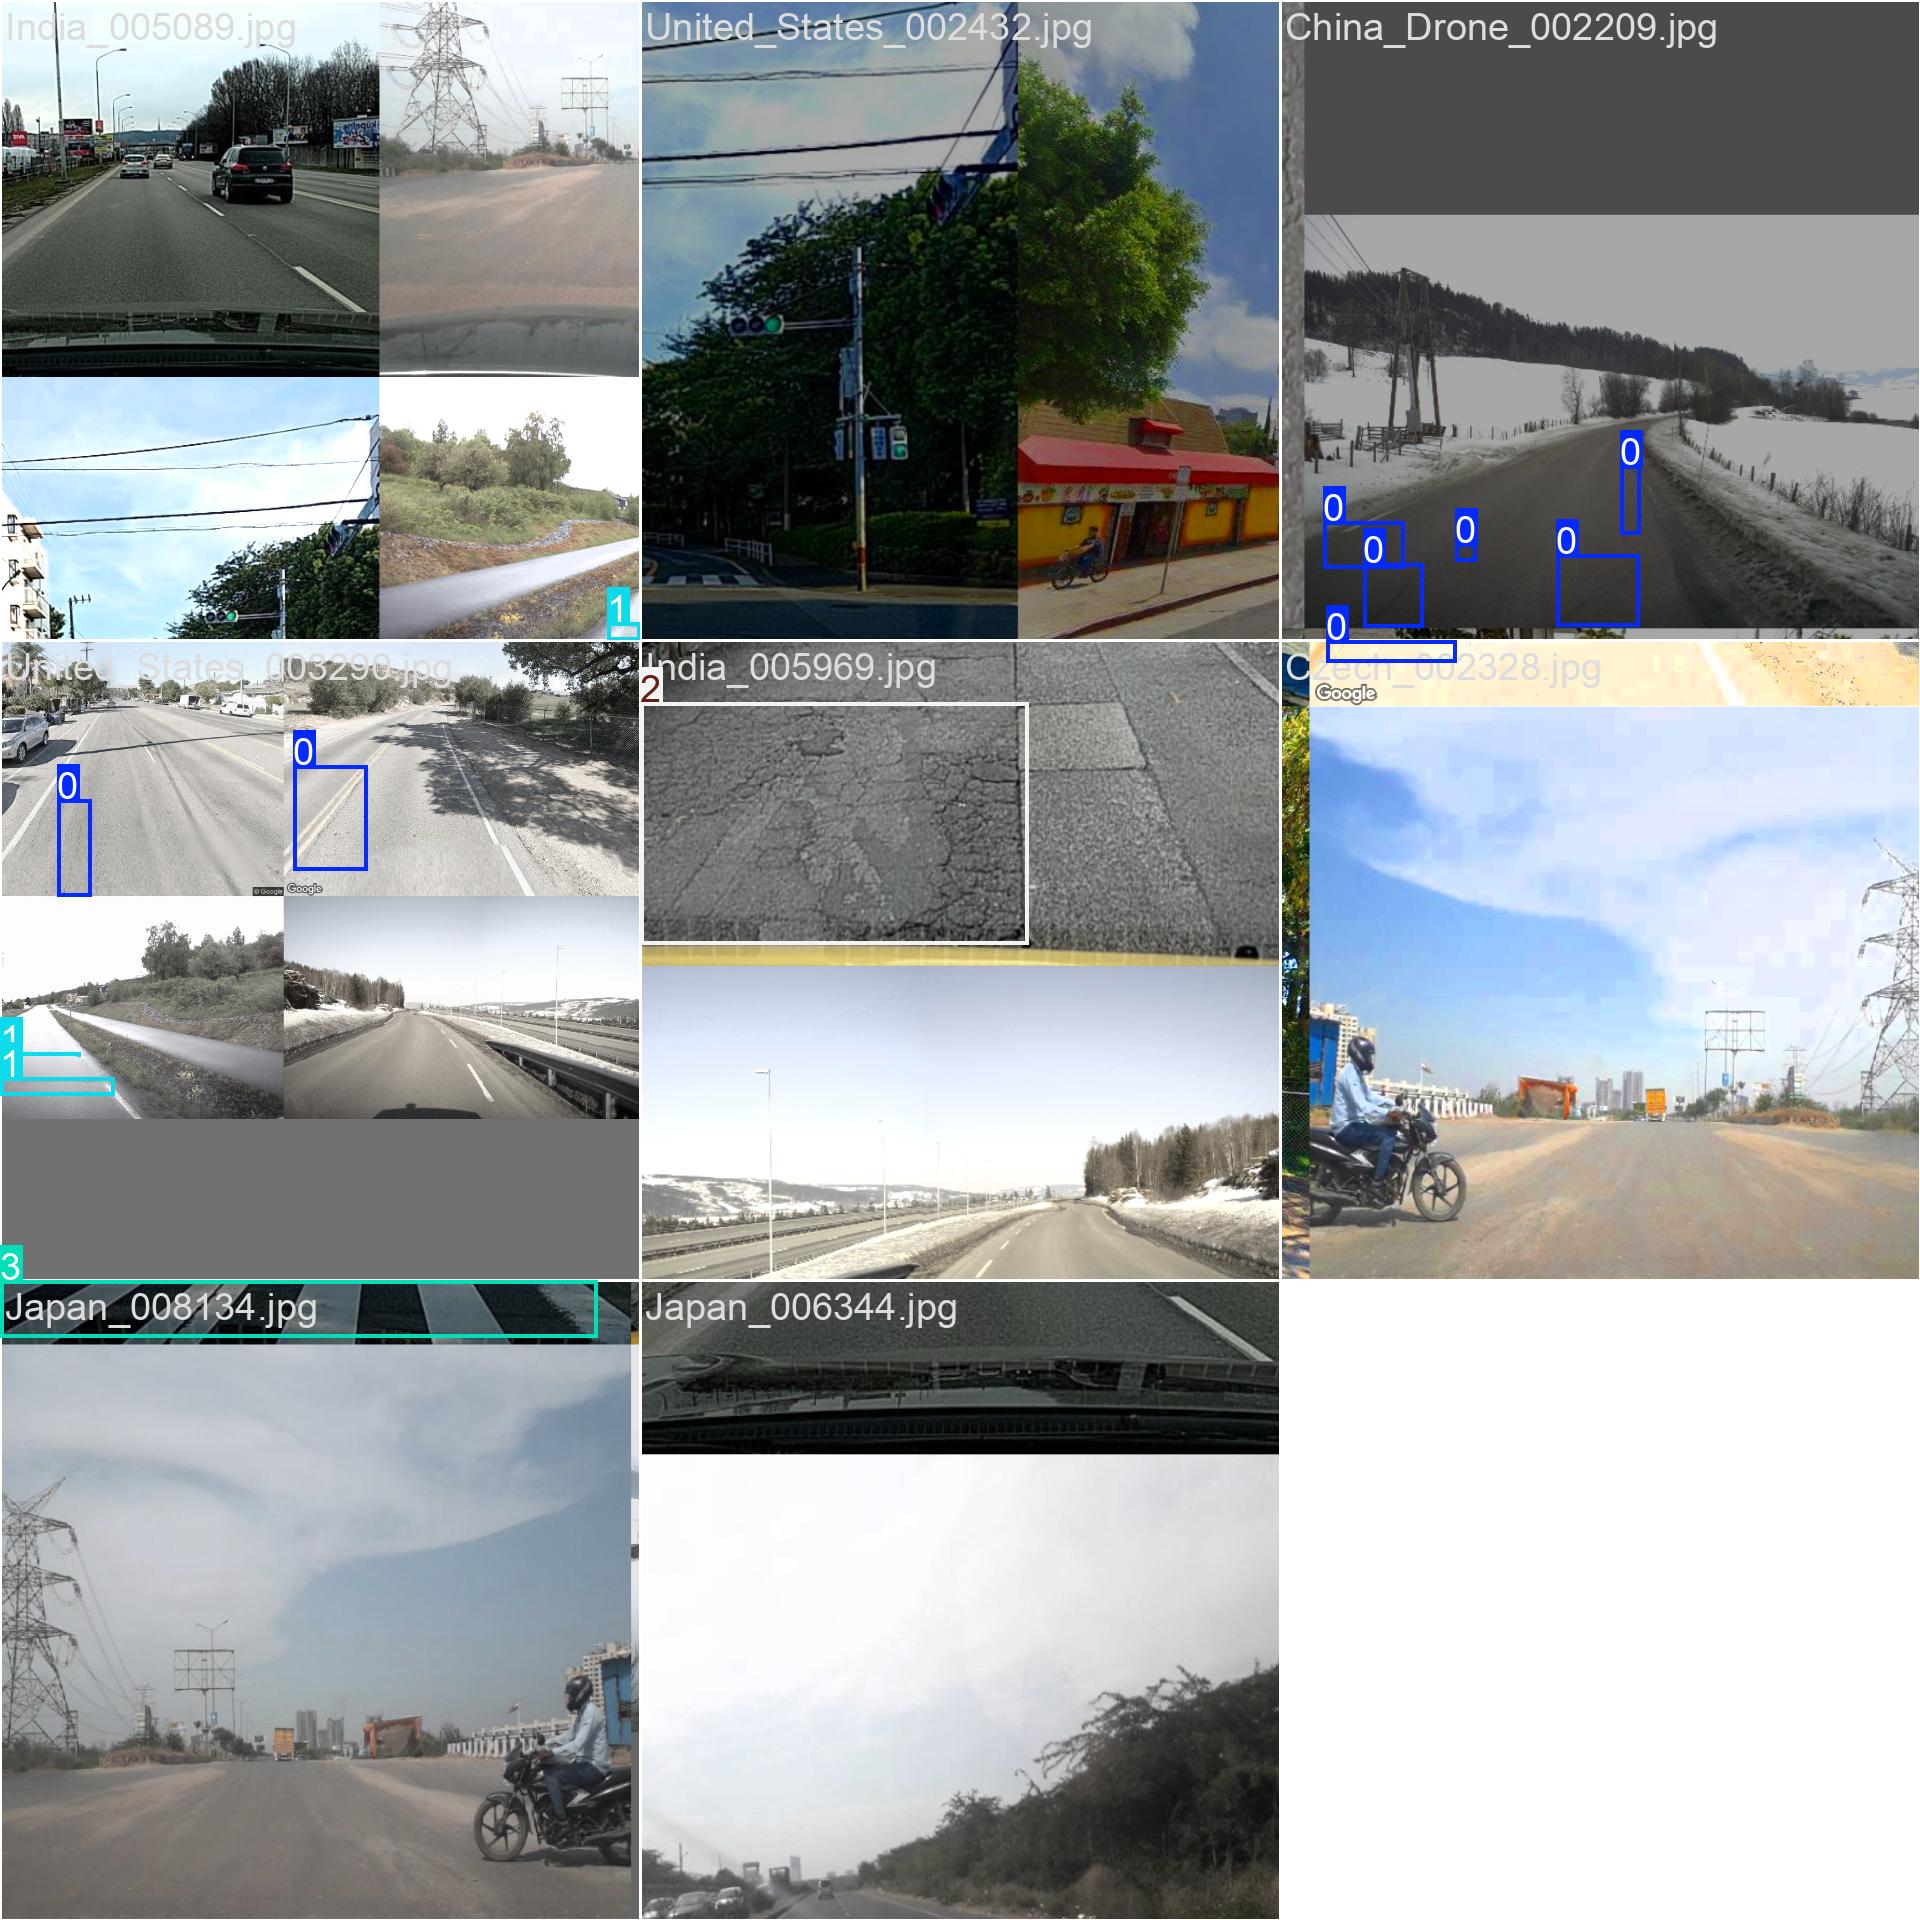 India_005089.jpg
United_States_002432.jpg
China_Drone_002209.jpg
1
0
0
0
0
0
0
United_States_003290.jpg
India_005969.jpg
Czech_002328.jpg
2
Google
0
0
© Google
Google
1
1
3
Japan_008134.jpg
Japan_006344.jpg